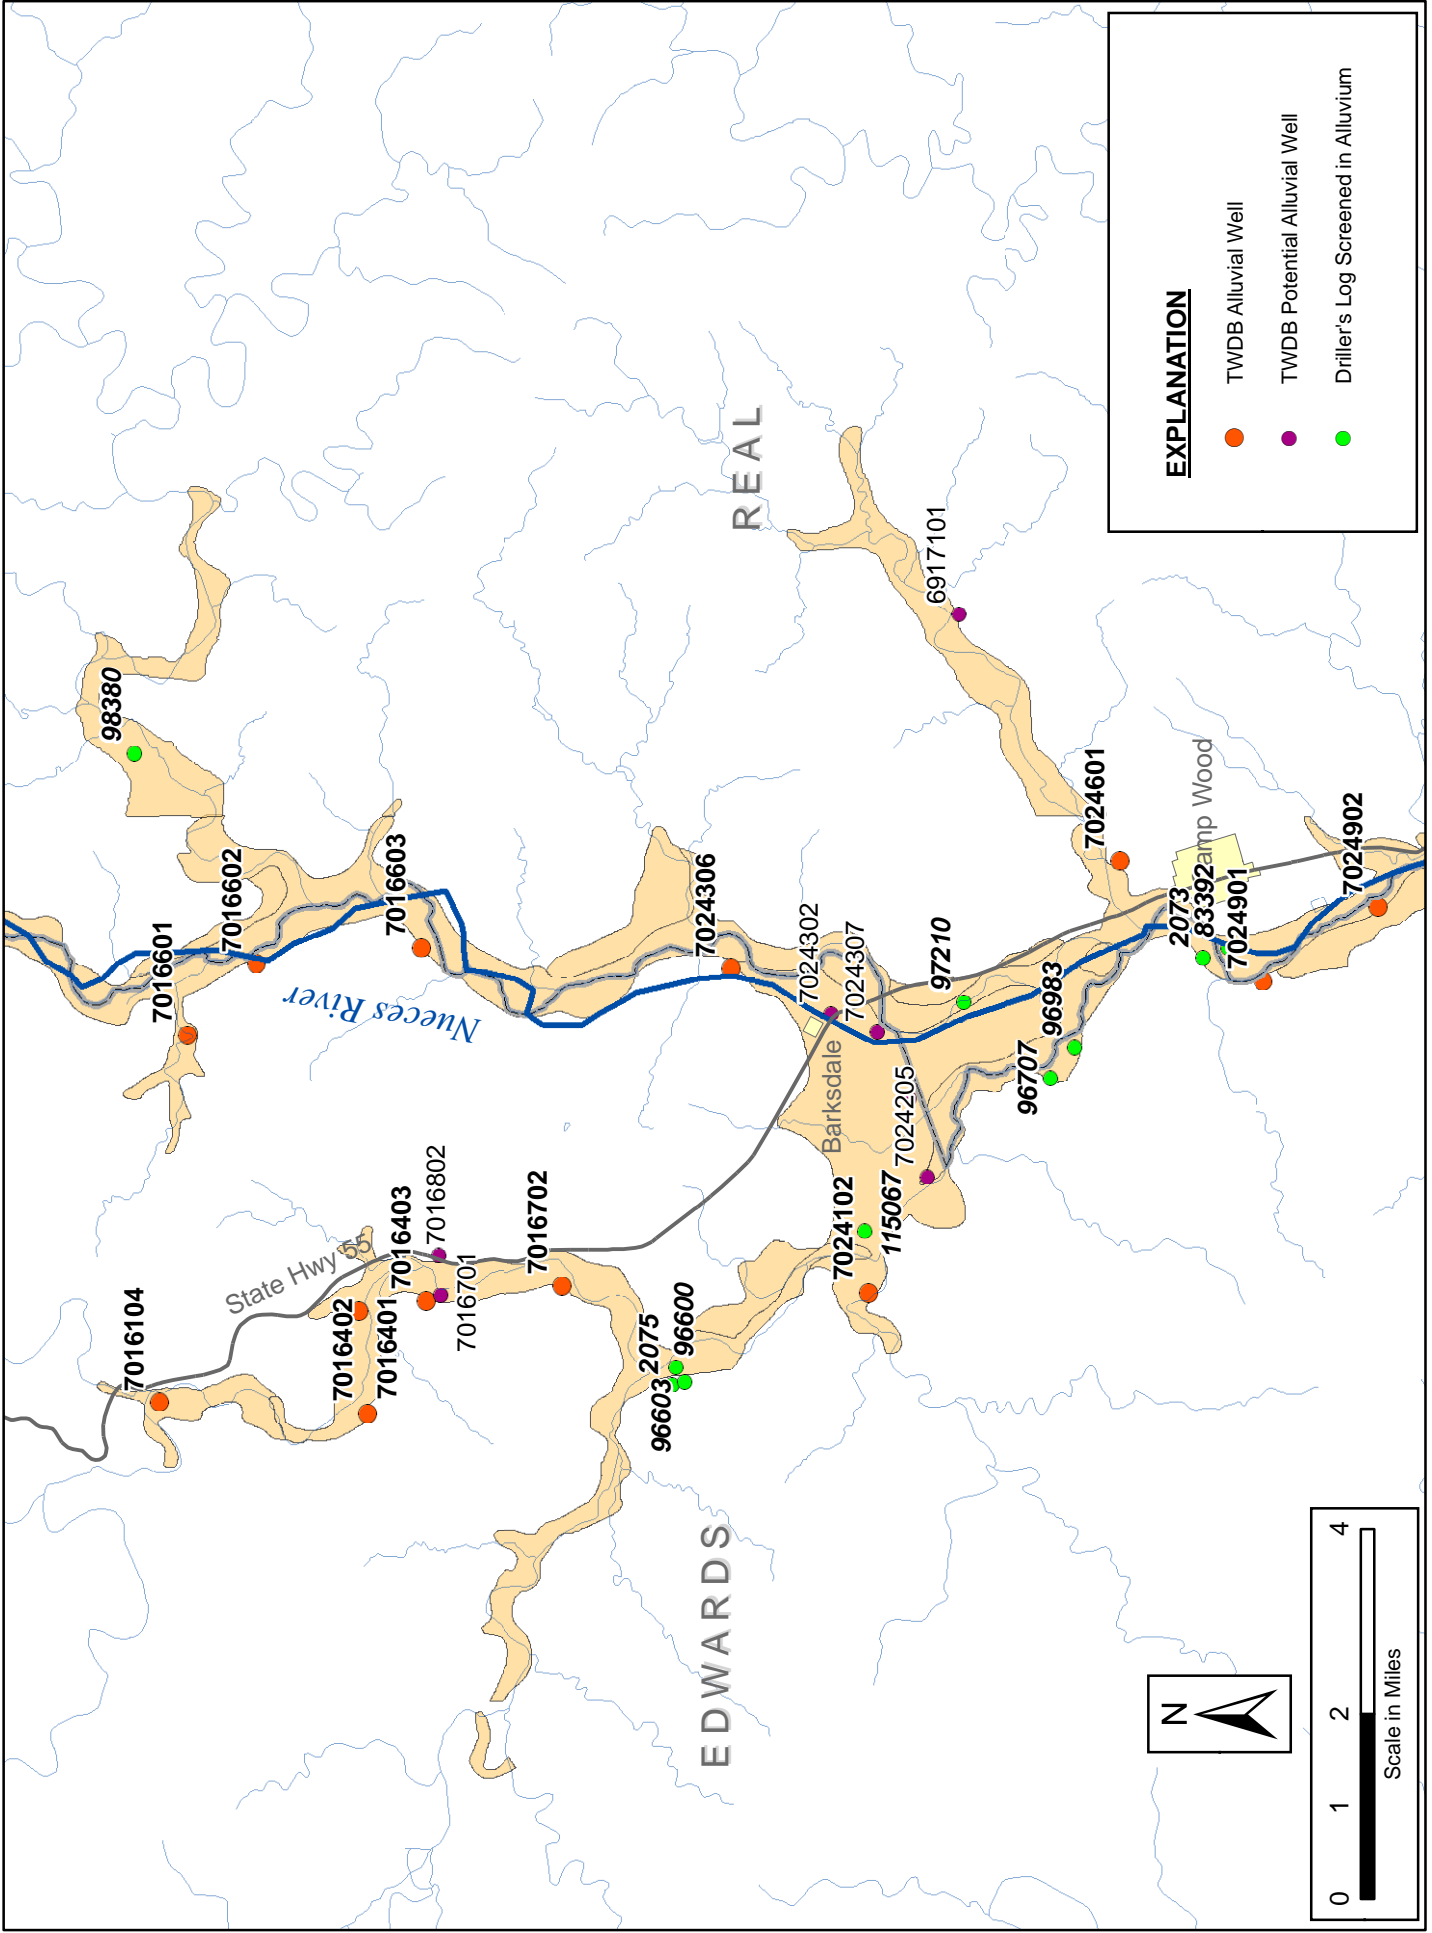 7016104
State Hwy 55
7016402
7016401
7016403
7016802
7016701
7016702
96603
2075
96600
EDWARDS
7024102
115067
7024205
Barksdale
7024302
7024307
7024306
Nueces River
7016601
7016602
7016603
98380
REAL
6917101
97210
96707
96983
7024601
2073
83392
7024901
amp Wood
7024902
EXPLANATION
TWDB Alluvial Well
TWDB Potential Alluvial Well
Driller's Log Screened in Alluvium
N
0 1 2 4
Scale in Miles